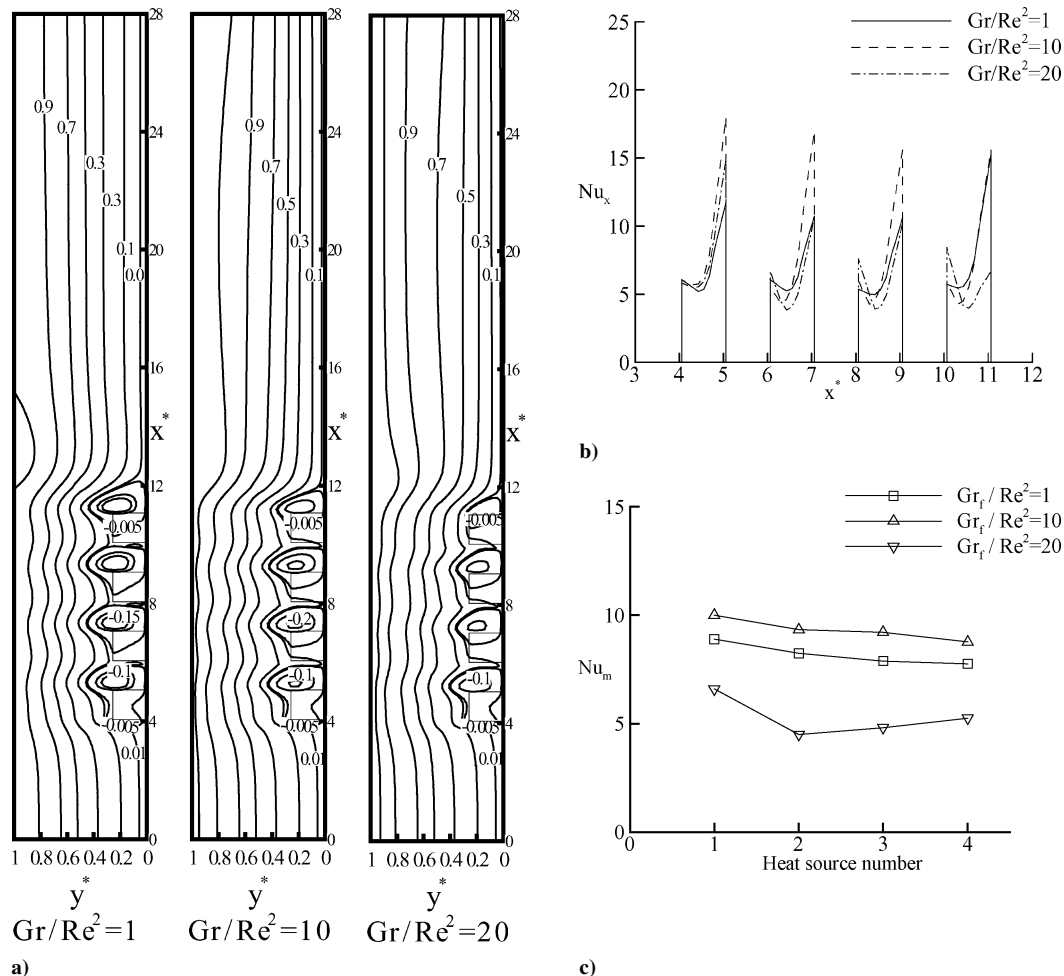 28
24
20
16
x*
12
8
4
0
0.9
0.7
0.3
0.3
0.1
0.0
-0.005
-0.15
-0.1
-0.005
0.01
1 0.8 0.6 0.4 0.2 0
y*
Gr/Re²=1
a)
28
24
20
16
x*
12
8
4
0
0.9
0.7
0.5
0.3
0.1
-0.005
-0.2
-0.1
-0.005
0.01
1 0.8 0.6 0.4 0.2 0
y*
Gr/Re²=10
28
24
20
16
x*
12
8
4
0
0.9
0.7
0.5
0.3
0.1
-0.005
-0.1
-0.005
0.01
1 0.8 0.6 0.4 0.2 0
y*
Gr/Re²=20
Gr/Re²=1
Gr/Re²=10
Gr/Re²=20
25
20
15
Nuₓ
10
5
0
3 4 5 6 7 8 9 10 11 12
x*
b)
Gr_f / Re²=1
Gr_f / Re²=10
Gr_f / Re²=20
15
10
Nu_m
5
0
0 1 2 3 4
Heat source number
c)